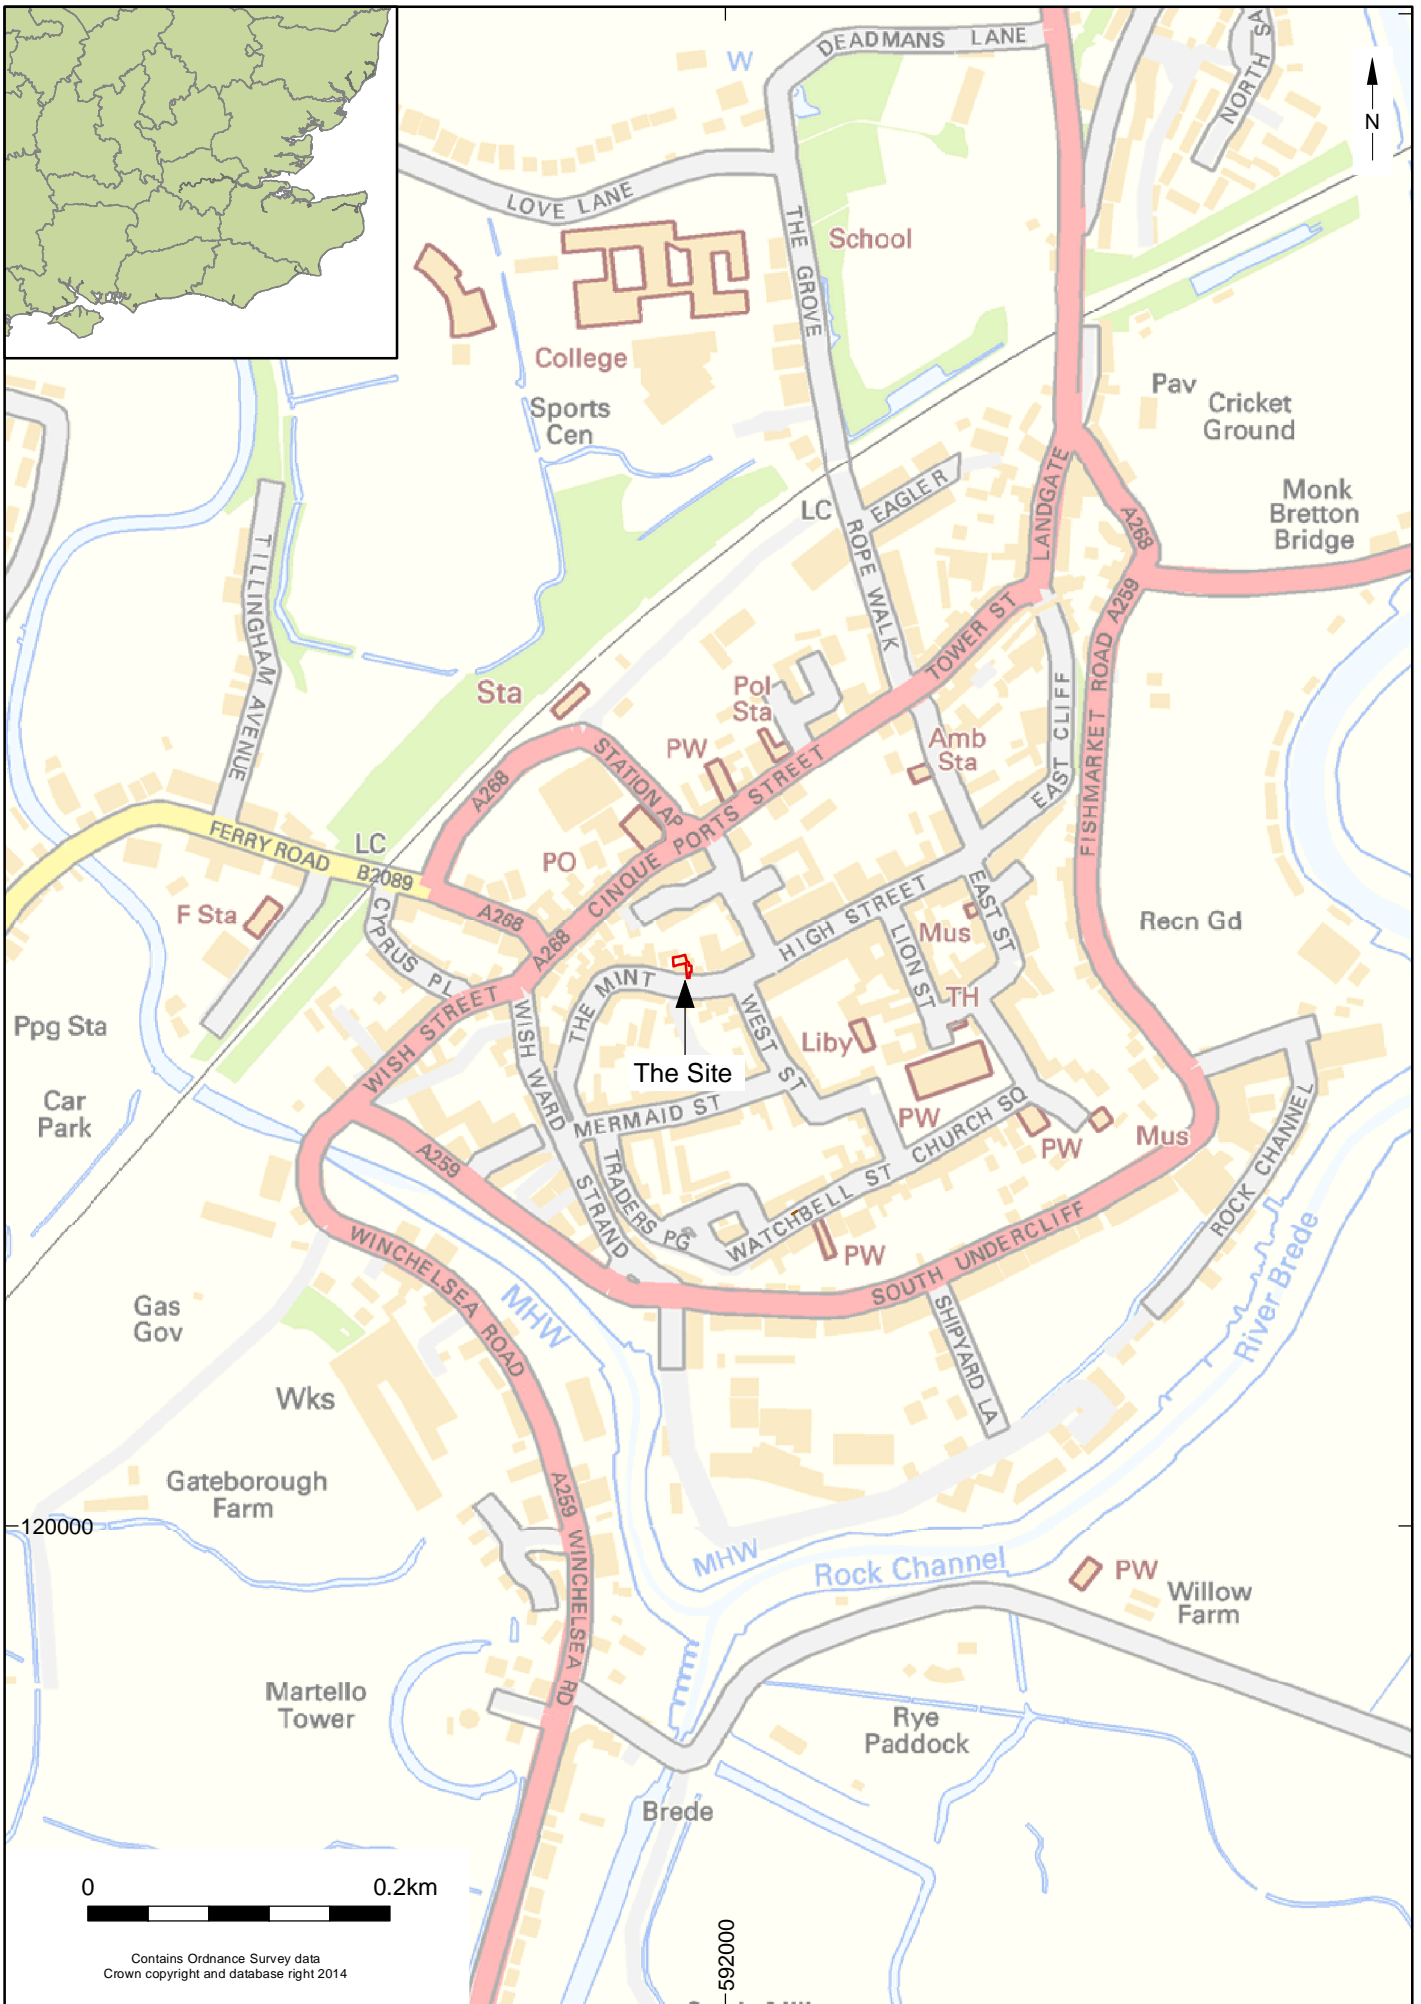 DEADMANS LANE
W
NORTH SA
N
LOVE LANE
THE GROVE
School
College
Sports
Cen
Pav
Cricket
Ground
Monk
Bretton
Bridge
LC
EAGLE R
LANDGATE
A268
ROPE WALK
TILLINGHAM AVENUE
TOWER ST
FISHMARKET ROAD A259
Sta
Pol
Sta
PW
Amb
Sta
EAST CLIFF
STATION AP
A268
CINQUE PORTS STREET
FERRY ROAD
LC
B2089
PO
A268
A268
F Sta
CYPRUS PL
HIGH STREET
EAST ST
Mus
LION ST
Recn Gd
THE MINT
TH
WISH STREET
WISH WARD
WEST ST
Ppg Sta
Liby
The Site
Car
Park
MERMAID ST
PW
CHURCH SQ
PW
Mus
ROCK CHANNEL
A259
TRADERS PG
STRAND
WATCHBELL ST
PW
SOUTH UNDERCLIFF
WINCHELSEA ROAD
MHW
SHIPYARD LA
River Brede
Gas
Gov
Wks
Gateborough
Farm
A259 WINCHELSEA RD
120000
MHW
Rock Channel
PW
Willow
Farm
Martello
Tower
Rye
Paddock
Brede
0 0.2km
592000
Contains Ordnance Survey data
Crown copyright and database right 2014